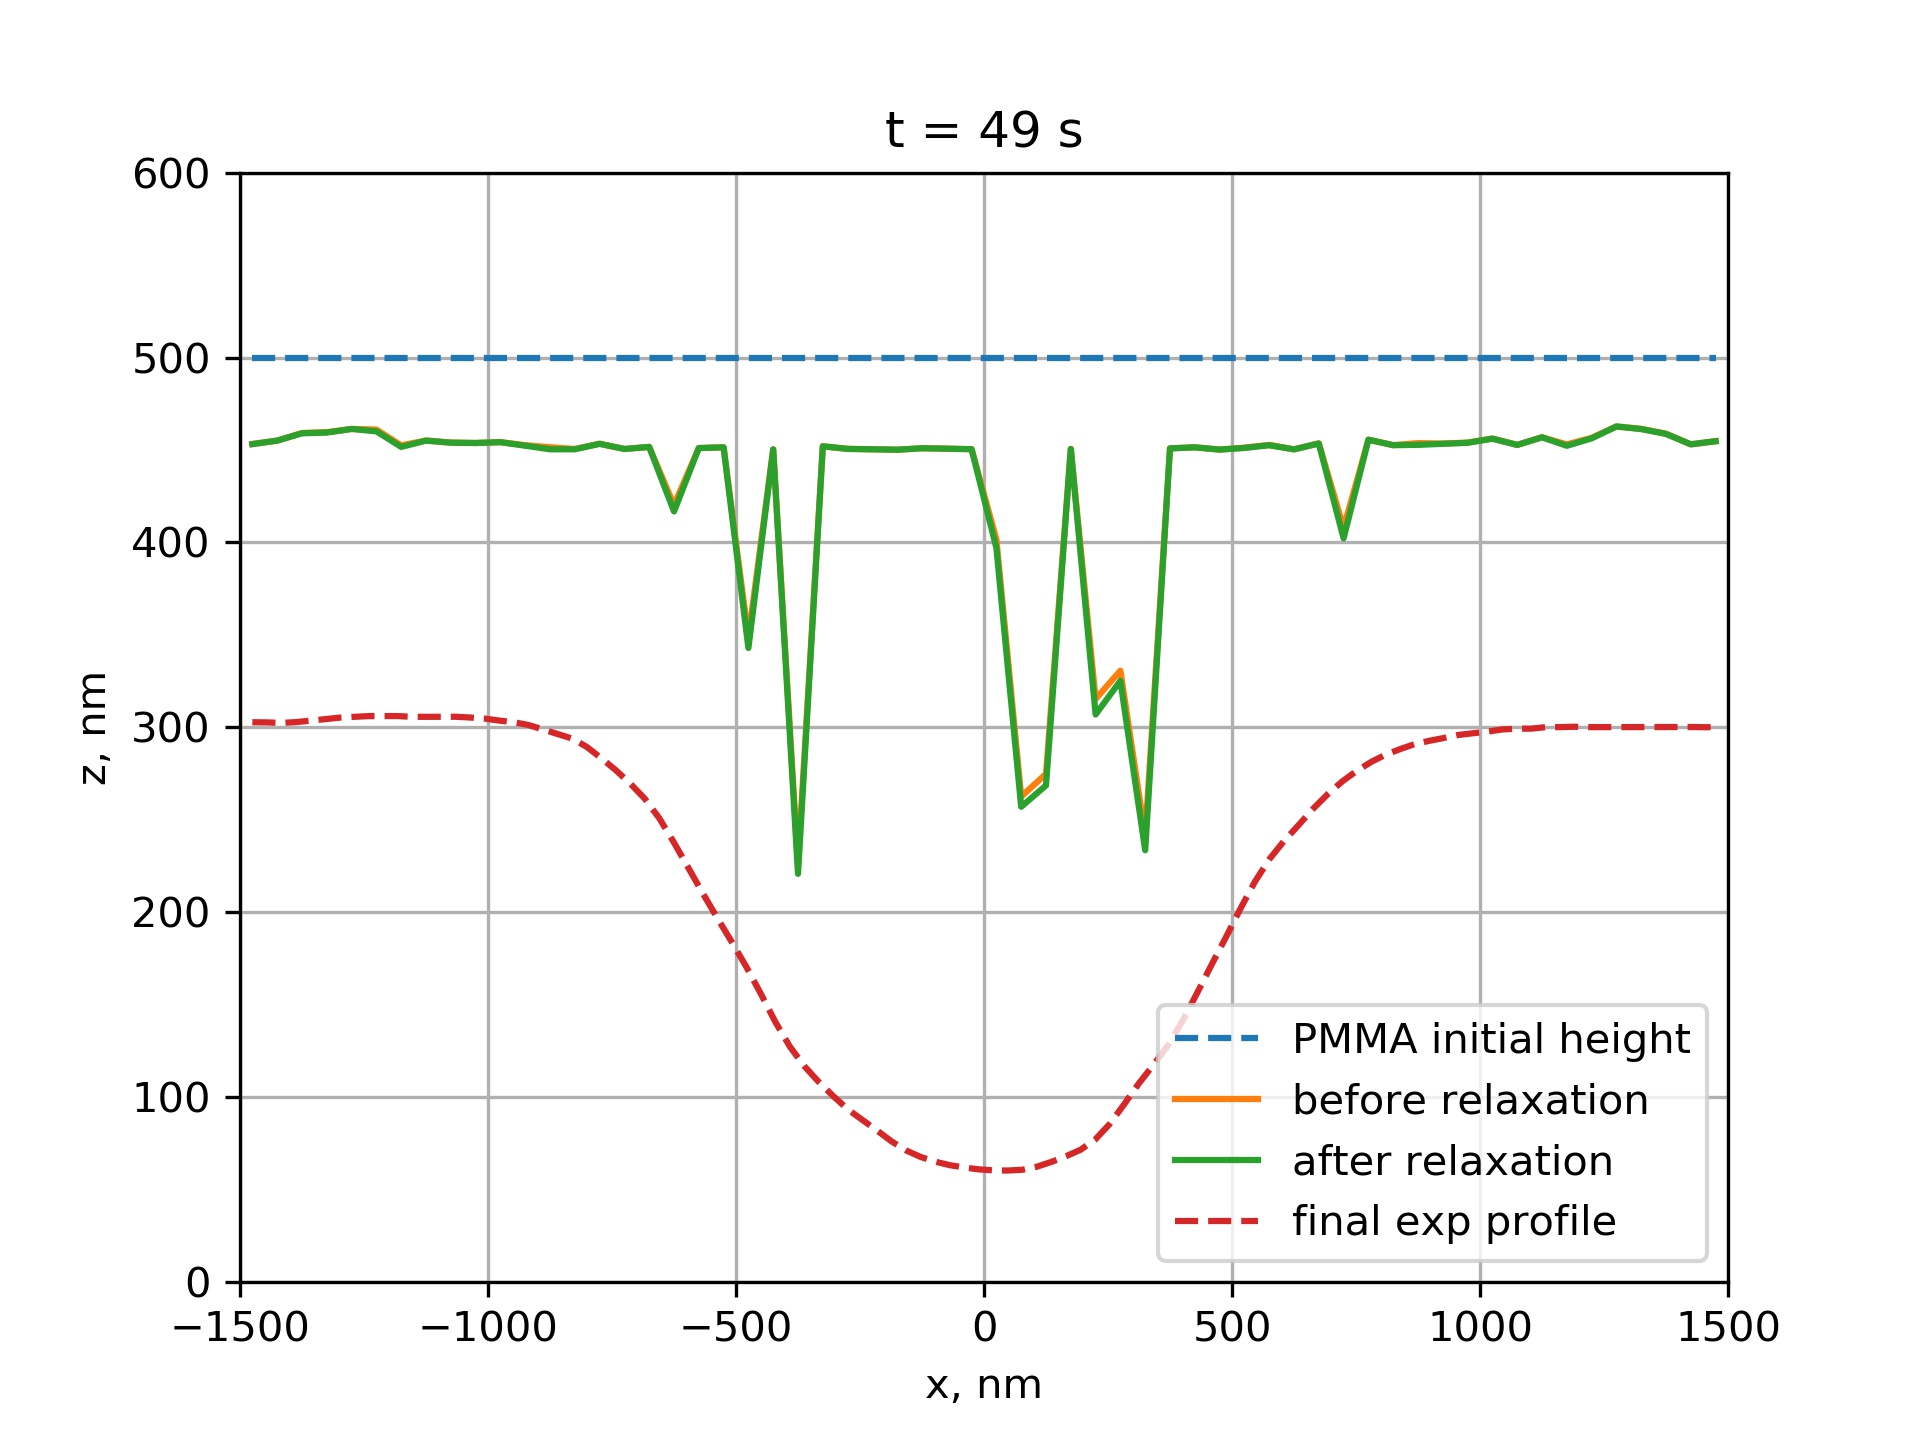 t = 49 s
600
500
400
300
200
100
0
z, nm
−1500 −1000 −500 0 500 1000 1500
x, nm
PMMA initial height
before relaxation
after relaxation
final exp profile